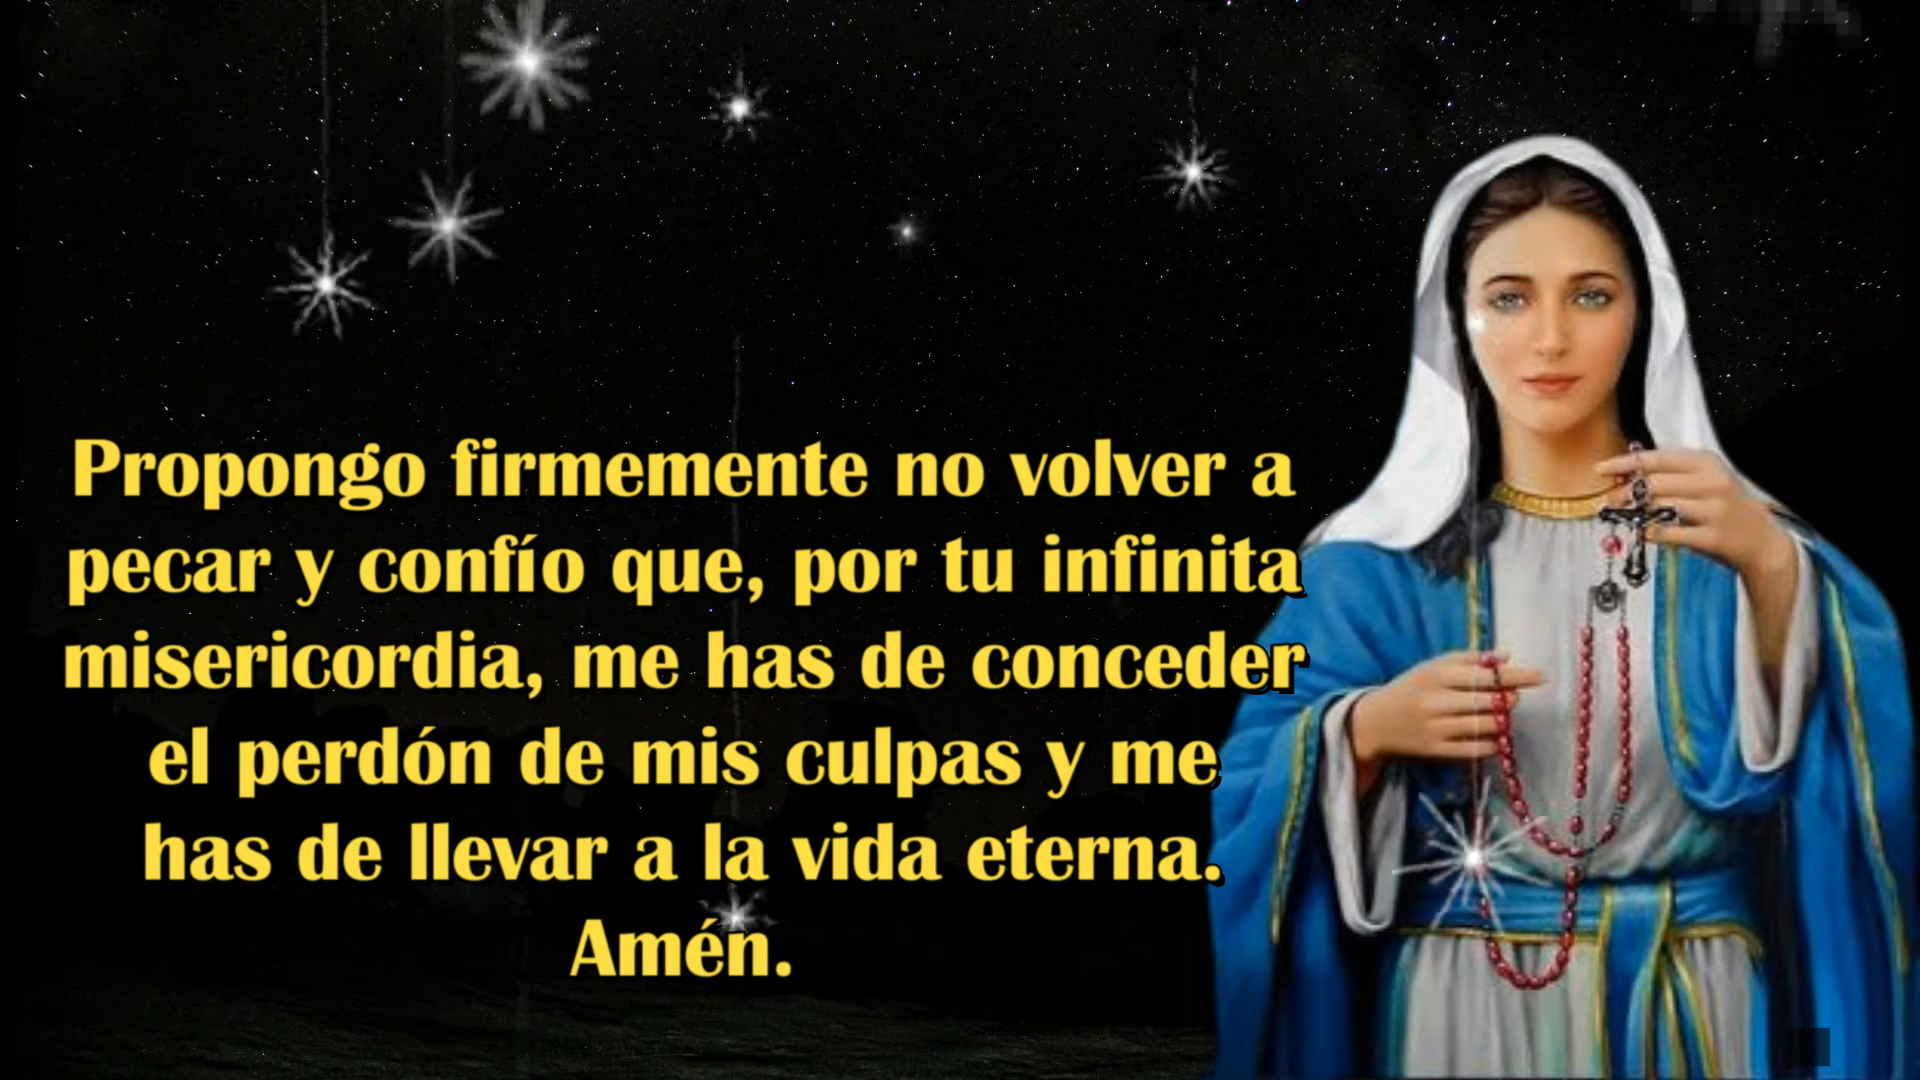 Propongo firmemente no volver a
pecar y confío que, por tu infinita
misericordia, me has de conceder
el perdón de mis culpas y me
has de llevar a la vida eterna.
Amén.